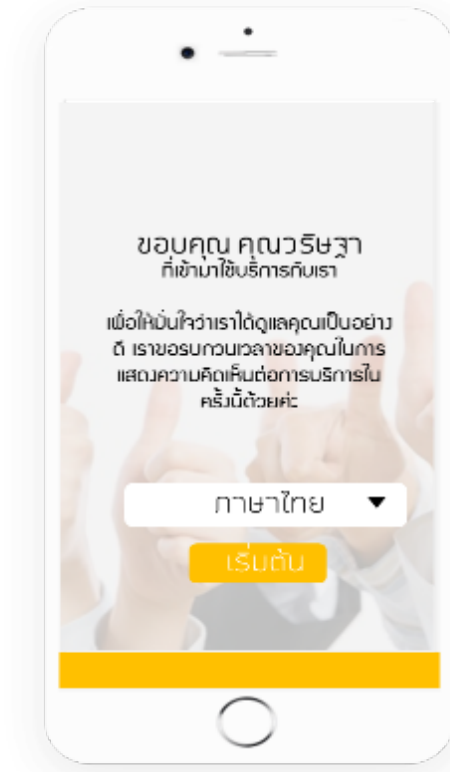 ขอบคุณ คุณวริษฐา
ที่เข้ามาใช้บริการกับเรา
เพื่อให้มั่นใจว่าเราได้ดูแลคุณเป็นอย่าง
ดี เราขอรบกวนเวลาของคุณในการ
แสดงความคิดเห็นต่อการบริการใน
ครั้งนี้ด้วยค่ะ
ภาษาไทย
เริ่มต้น